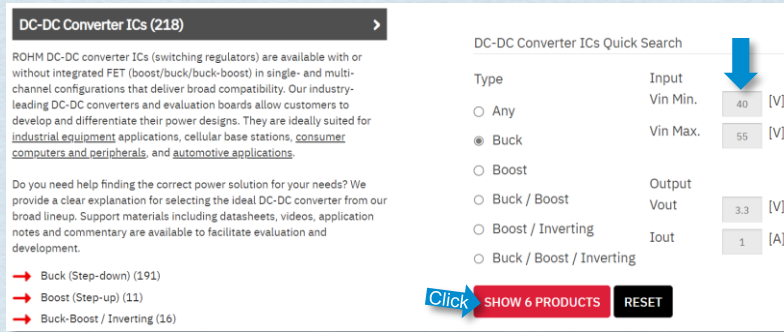 DC-DC Converter ICs (218)
ROHM DC-DC converter ICs (switching regulators) are available with or
without integrated FET (boost/buck/buck-boost) in single- and multi-
channel configurations that deliver broad compatibility. Our industry-
leading DC-DC converters and evaluation boards allow customers to
develop and differentiate their power designs. They are ideally suited for
industrial equipment applications, cellular base stations, consumer
computers and peripherals, and automotive applications.
Do you need help finding the correct power solution for your needs? We
provide a clear explanation for selecting the ideal DC-DC converter from our
broad lineup. Support materials including datasheets, videos, application
notes and commentary are available to facilitate evaluation and
development.
Buck (Step-down) (191)
Boost (Step-up) (11)
Buck-Boost / Inverting (16)
DC-DC Converter ICs Quick Search
Type
Any
Buck
Boost
Buck / Boost
Boost / Inverting
Buck / Boost / Inverting
Input
Vin Min. 40 [V]
Vin Max. 55 [V]
Output
Vout 3.3 [V]
Iout 1 [A]
Click SHOW 6 PRODUCTS RESET